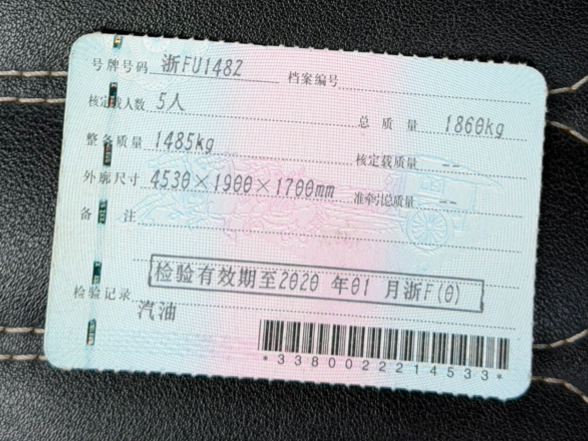 号牌号码 浙FU148Z 档案编号
核定载人数 5人 总质量 1860kg
整备质量 1485kg 核定载质量 --
外廓尺寸 4530×1900×1700mm 准牵引总质量 --
备注
检验记录 检验有效期至2020 年01 月浙F(0)
汽油
*3380022214533*